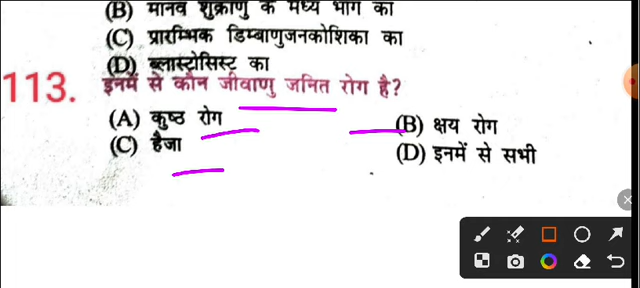 (B) मानव शुक्राणु के मध्य भाग का
(C) प्रारम्भिक डिम्बाणुजनकोशिका का
(D) ब्लास्टोसिस्ट का
113. इनमें से कौन जीवाणु जनित रोग है?
(A) कुष्ठ रोग (B) क्षय रोग
(C) हैजा (D) इनमें से सभी